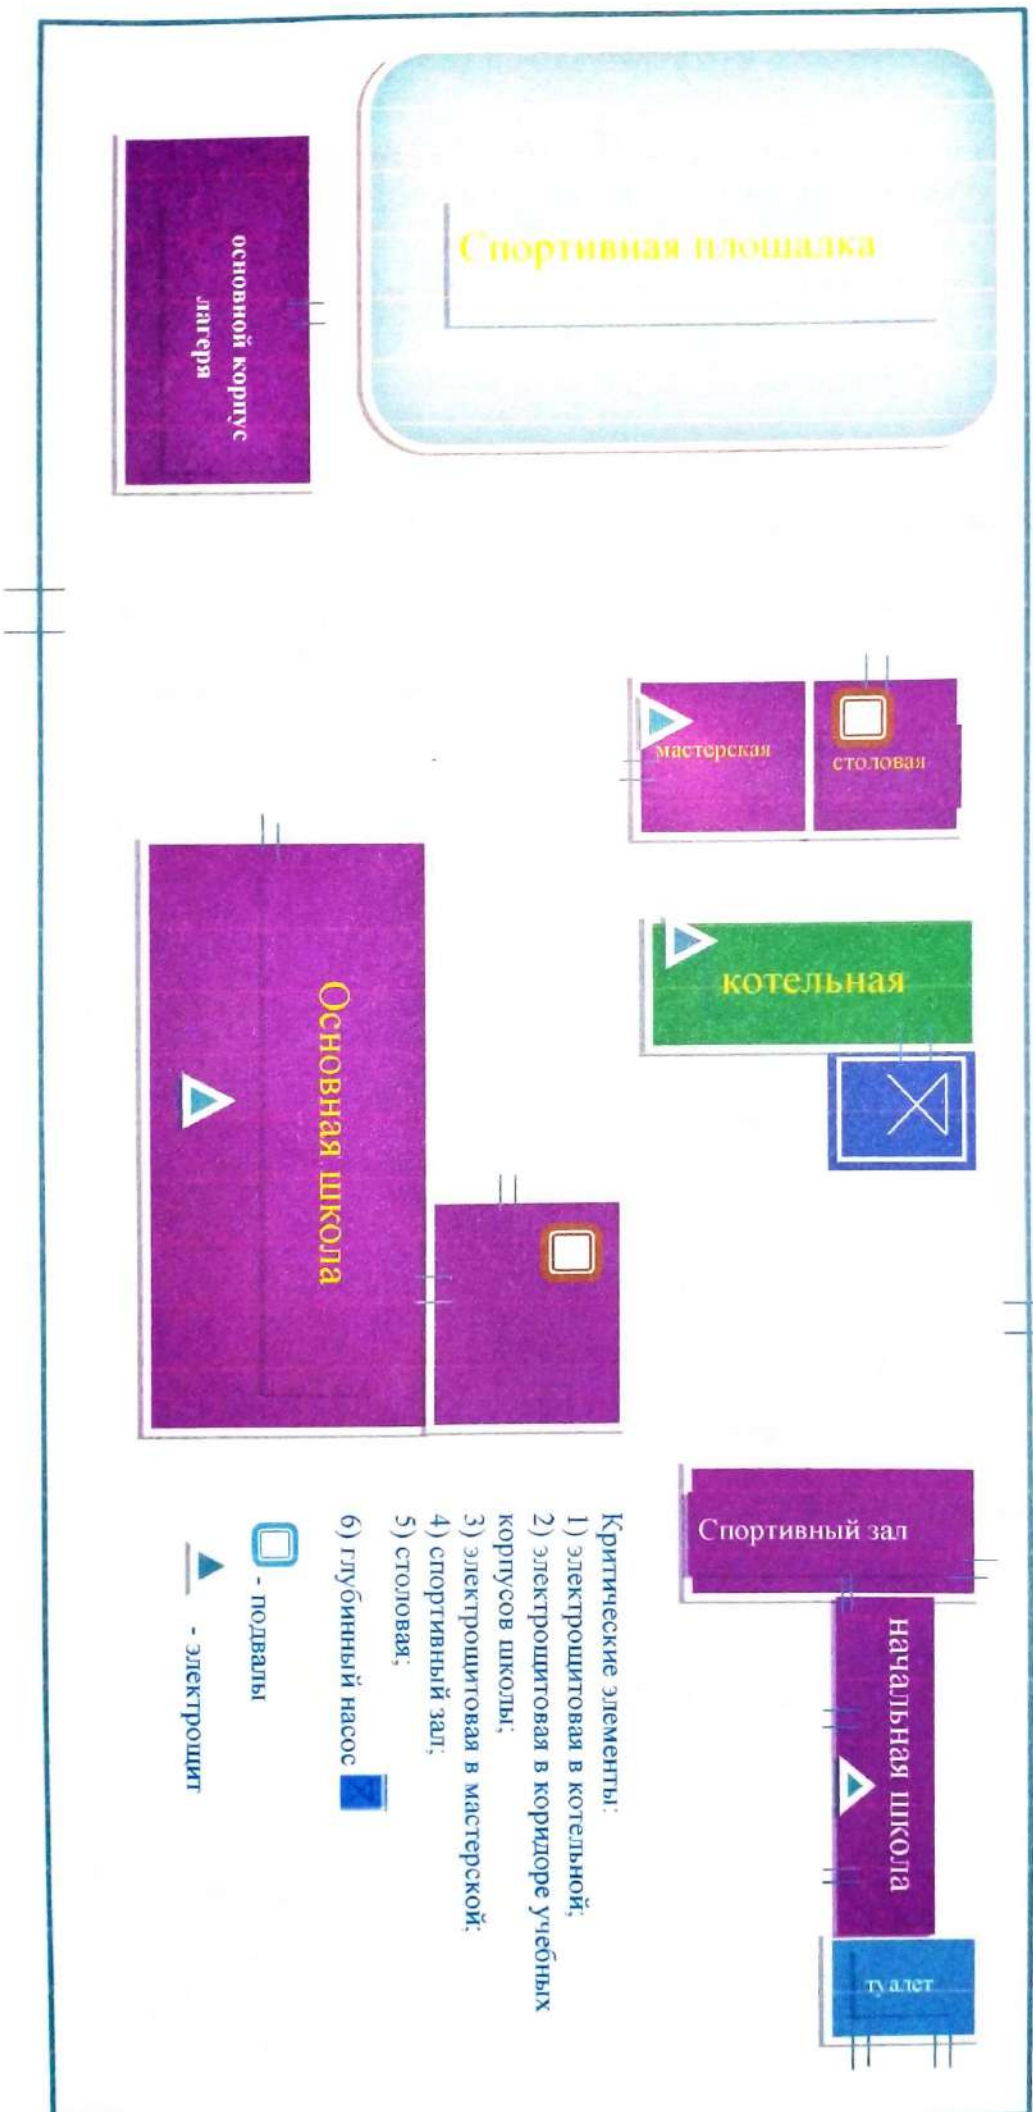 Спортивная площадка
основной корпус
лагеря
столовая
мастерская
котельная
Основная школа
Спортивный зал
начальная школа
туалет
Критические элементы:
1) электрощитовая в котельной;
2) электрощитовая в коридоре учебных
корпусов школы;
3) электрощитовая в мастерской;
4) спортивный зал;
5) столовая;
6) глубинный насос
- подвалы
- электрощит